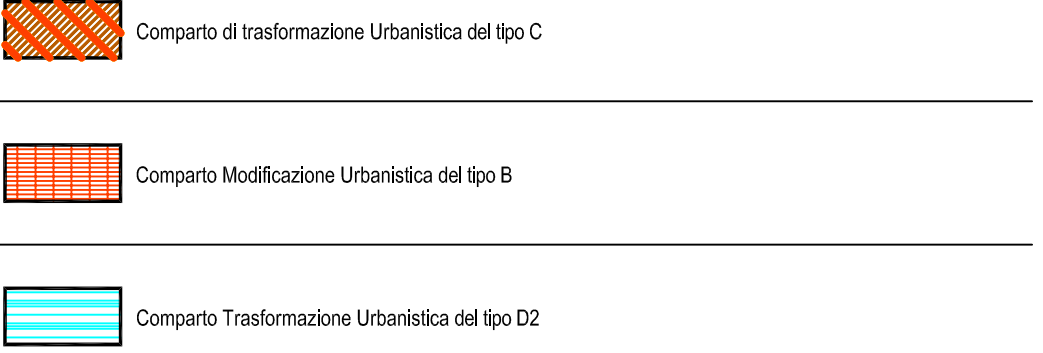 Comparto di trasformazione Urbanistica del tipo C
Comparto Modificazione Urbanistica del tipo B
Comparto Trasformazione Urbanistica del tipo D2